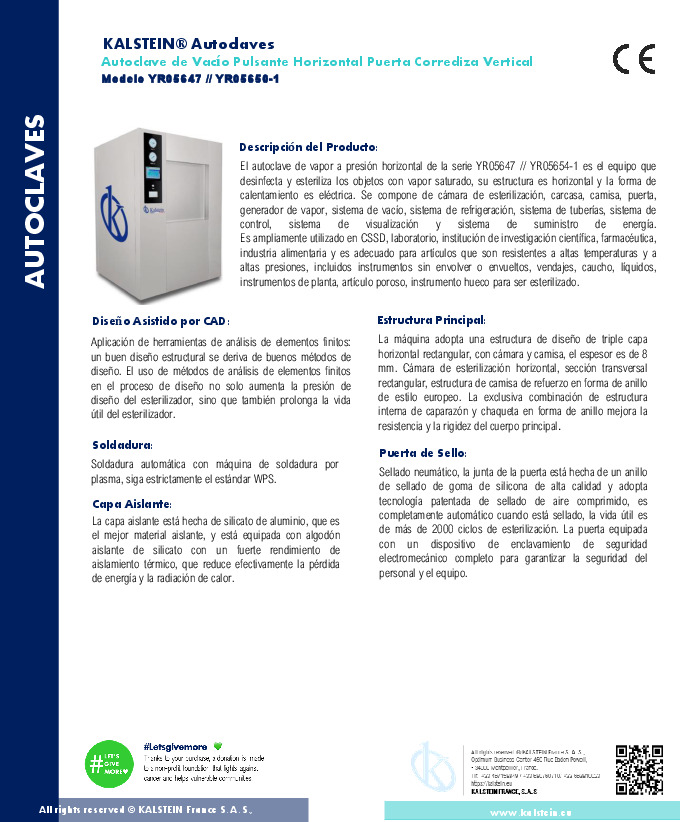 KALSTEIN® Autoclaves
Autoclave de Vacío Pulsante Horizontal Puerta Corrediza Vertical
Modelo YR05647 // YR05650-1
AUTOCLAVES
Descripción del Producto:
El autoclave de vapor a presión horizontal de la serie YR05647 // YR05654-1 es el equipo que
desinfecta y esteriliza los objetos con vapor saturado, su estructura es horizontal y la forma de
calentamiento es eléctrica. Se compone de cámara de esterilización, carcasa, camisa, puerta,
generador de vapor, sistema de vacío, sistema de refrigeración, sistema de tuberías, sistema de
control, sistema de visualización y sistema de suministro de energía.
Es ampliamente utilizado en CSSD, laboratorio, institución de investigación científica, farmacéutica,
industria alimentaria y es adecuado para artículos que son resistentes a altas temperaturas y a
altas presiones, incluidos instrumentos sin envolver o envueltos, vendajes, caucho, líquidos,
instrumentos de planta, artículo poroso, instrumento hueco para ser esterilizado.
Diseño Asistido por CAD:
Aplicación de herramientas de análisis de elementos finitos:
un buen diseño estructural se deriva de buenos métodos de
diseño. El uso de métodos de análisis de elementos finitos
en el proceso de diseño no solo aumenta la presión de
diseño del esterilizador, sino que también prolonga la vida
útil del esterilizador.
Soldadura:
Soldadura automática con máquina de soldadura por
plasma, siga estrictamente el estándar WPS.
Capa Aislante:
La capa aislante está hecha de silicato de aluminio, que es
el mejor material aislante, y está equipada con algodón
aislante de silicato con un fuerte rendimiento de
aislamiento térmico, que reduce efectivamente la pérdida
de energía y la radiación de calor.
Estructura Principal:
La máquina adopta una estructura de diseño de triple capa
horizontal rectangular, con cámara y camisa, el espesor es de 8
mm. Cámara de esterilización horizontal, sección transversal
rectangular, estructura de camisa de refuerzo en forma de anillo
de estilo europeo. La exclusiva combinación de estructura
interna de caparazón y chaqueta en forma de anillo mejora la
resistencia y la rigidez del cuerpo principal.
Puerta de Sello:
Sellado neumático, la junta de la puerta está hecha de un anillo
de sellado de goma de silicona de alta calidad y adopta
tecnología patentada de sellado de aire comprimido, es
completamente automático cuando está sellado, la vida útil es
de más de 2000 ciclos de esterilización. La puerta equipada
con un dispositivo de enclavamiento de seguridad
electromecánico completo para garantizar la seguridad del
personal y el equipo.
#LET'S
GIVE
MORE
#Letsgivemore
Thanks to your purchase, a donation is made
to a non-profit foundation that fights against
cancer and helps vulnerable communities
All rights reserved ® KALSTEIN France S. A. S.,
Optimum Business Center 450 Rue Baden Powell,
• 34000 Montpellier, France.
https://kalstein.eu
KALSTEIN FRANCE, S.A.S
All rights reserved © KALSTEIN France S. A. S.,
www.kalstein.eu